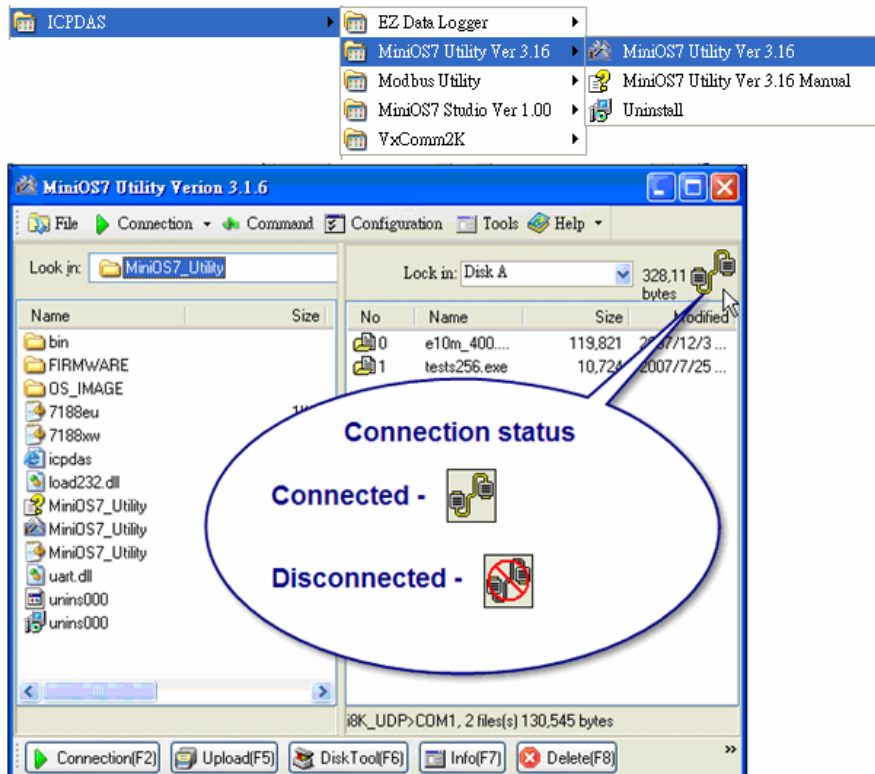 ICPDAS
EZ Data Logger
MiniOS7 Utility Ver 3.16
MiniOS7 Utility Ver 3.16
Modbus Utility
MiniOS7 Utility Ver 3.16 Manual
MiniOS7 Studio Ver 1.00
Uninstall
VxComm2K
MiniOS7 Utility Verion 3.1.6
File Connection Command Configuration Tools Help
Look in: MiniOS7_Utility
Lock in: Disk A
328,11
bytes
Name Size
No Name Size Modified
bin
0 e10m_400.... 119,821 2007/12/3 ...
FIRMWARE
1 tests256.exe 10,724 2007/7/25 ...
OS_IMAGE
7188eu
7188xw
icpdas
load232.dll
MiniOS7_Utility
MiniOS7_Utility
MiniOS7_Utility
uart.dll
unins000
unins000
Connection status
Connected -
Disconnected -
i8K_UDP>COM1, 2 files(s) 130,545 bytes
Connection(F2) Upload(F5) DiskTool(F6) Info(F7) Delete(F8) »